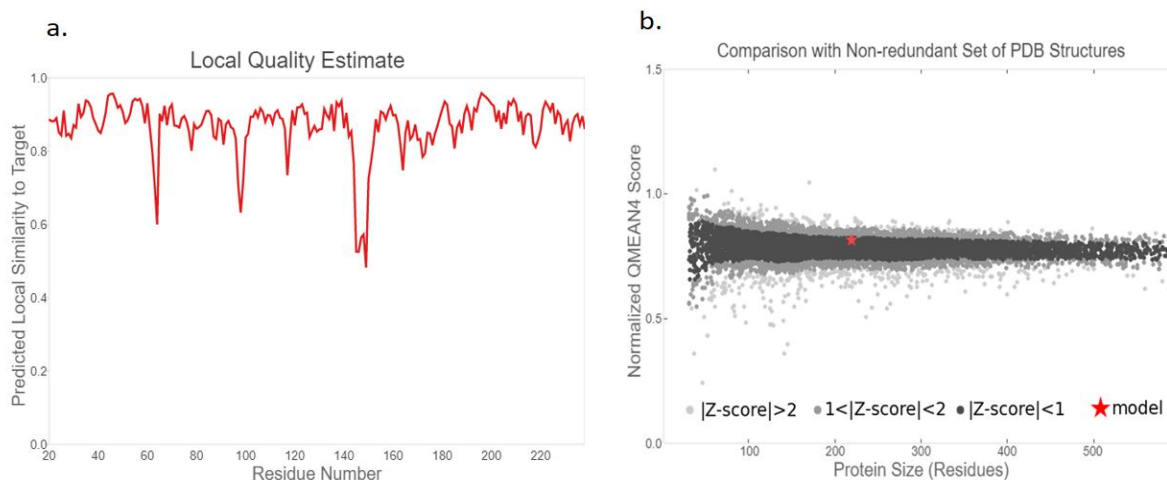 a.
Local Quality Estimate
Predicted Local Similarity to Target
1.0
0.8
0.6
0.4
0.2
0.0
20 40 60 80 100 120 140 160 180 200 220
Residue Number
b.
Comparison with Non-redundant Set of PDB Structures
Normalized QMEAN4 Score
1.5
1.0
0.5
0.0
|Z-score|>2 1<|Z-score|<2 |Z-score|<1 model
100 200 300 400 500
Protein Size (Residues)